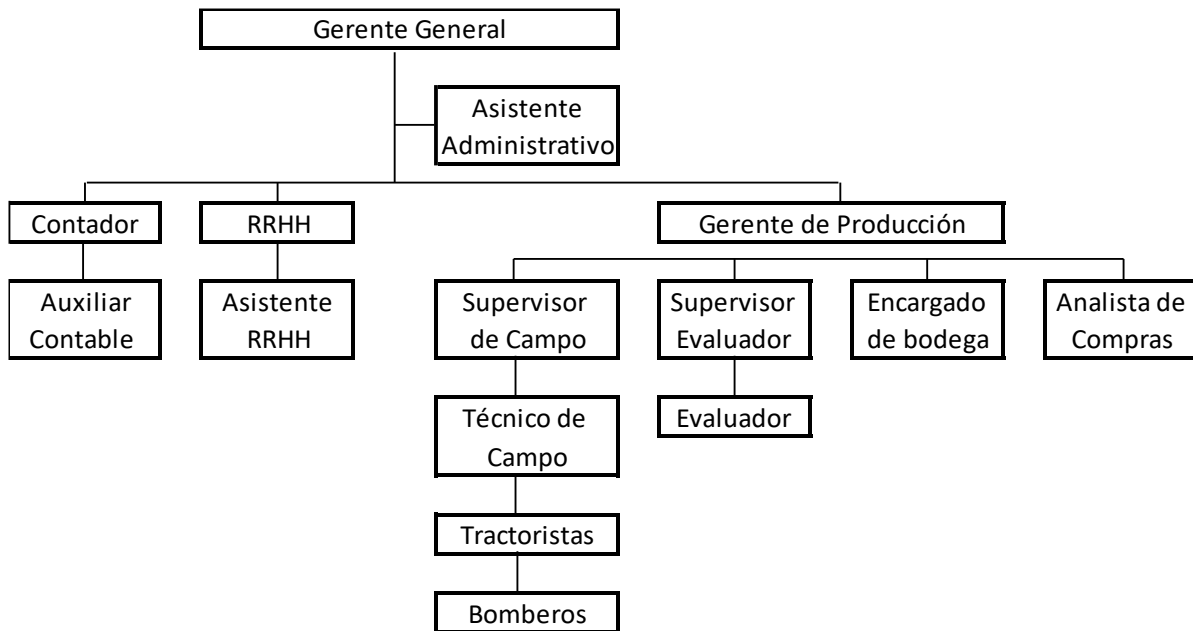 Gerente General
Asistente
Administrativo
Contador
RRHH
Gerente de Producción
Auxiliar
Contable
Asistente
RRHH
Supervisor
de Campo
Supervisor
Evaluador
Encargado
de bodega
Analista de
Compras
Técnico de
Campo
Evaluador
Tractoristas
Bomberos